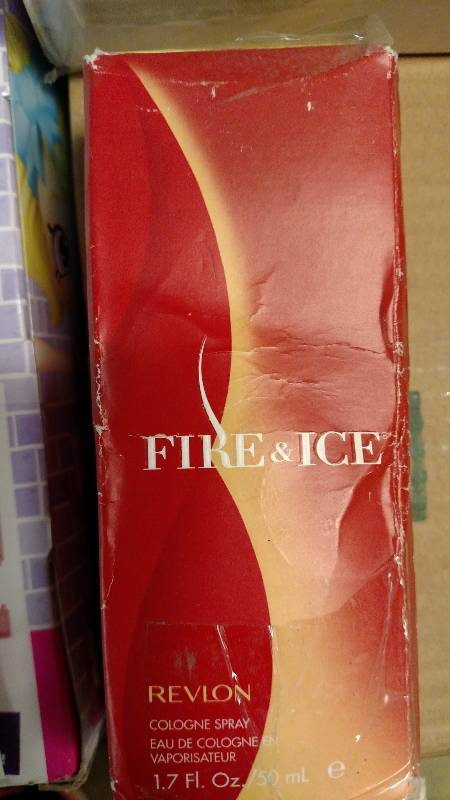 FIRE & ICE
REVLON
COLOGNE SPRAY
EAU DE COLOGNE EN
VAPORISATEUR
1.7 Fl. Oz./50 mL e